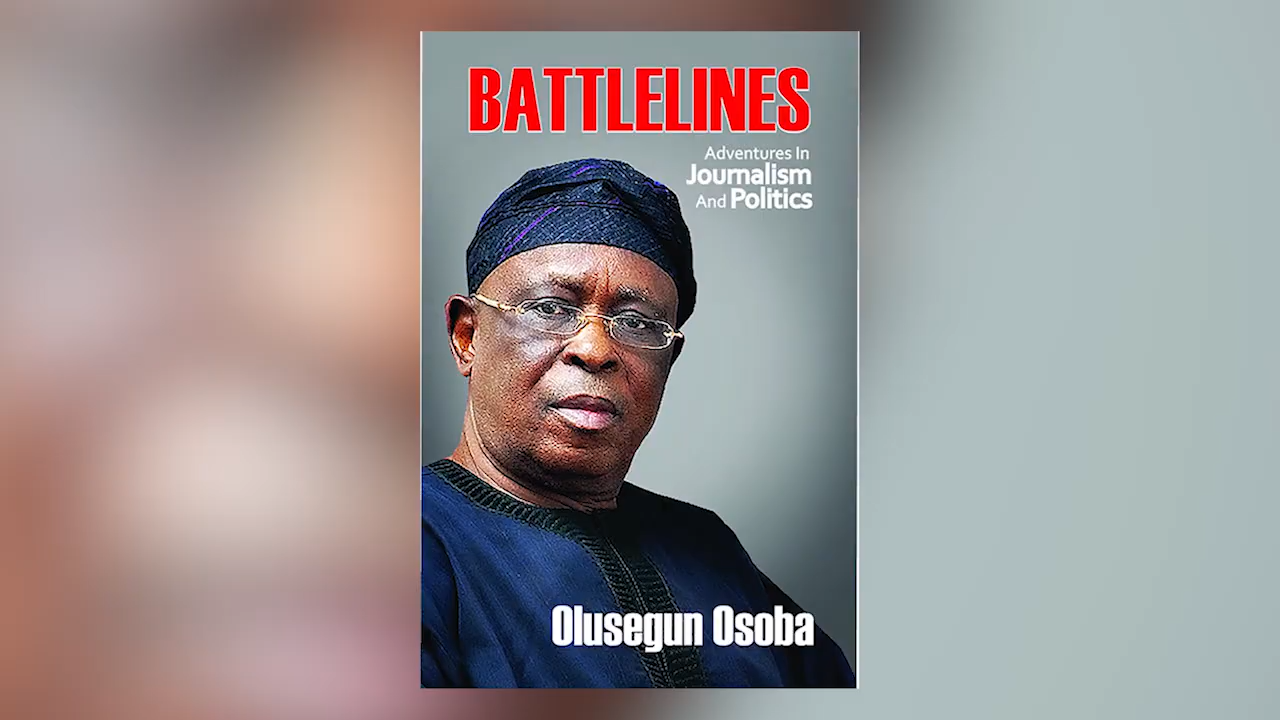 BATTLELINES
Adventures In
Journalism
And Politics
Olusegun Osoba